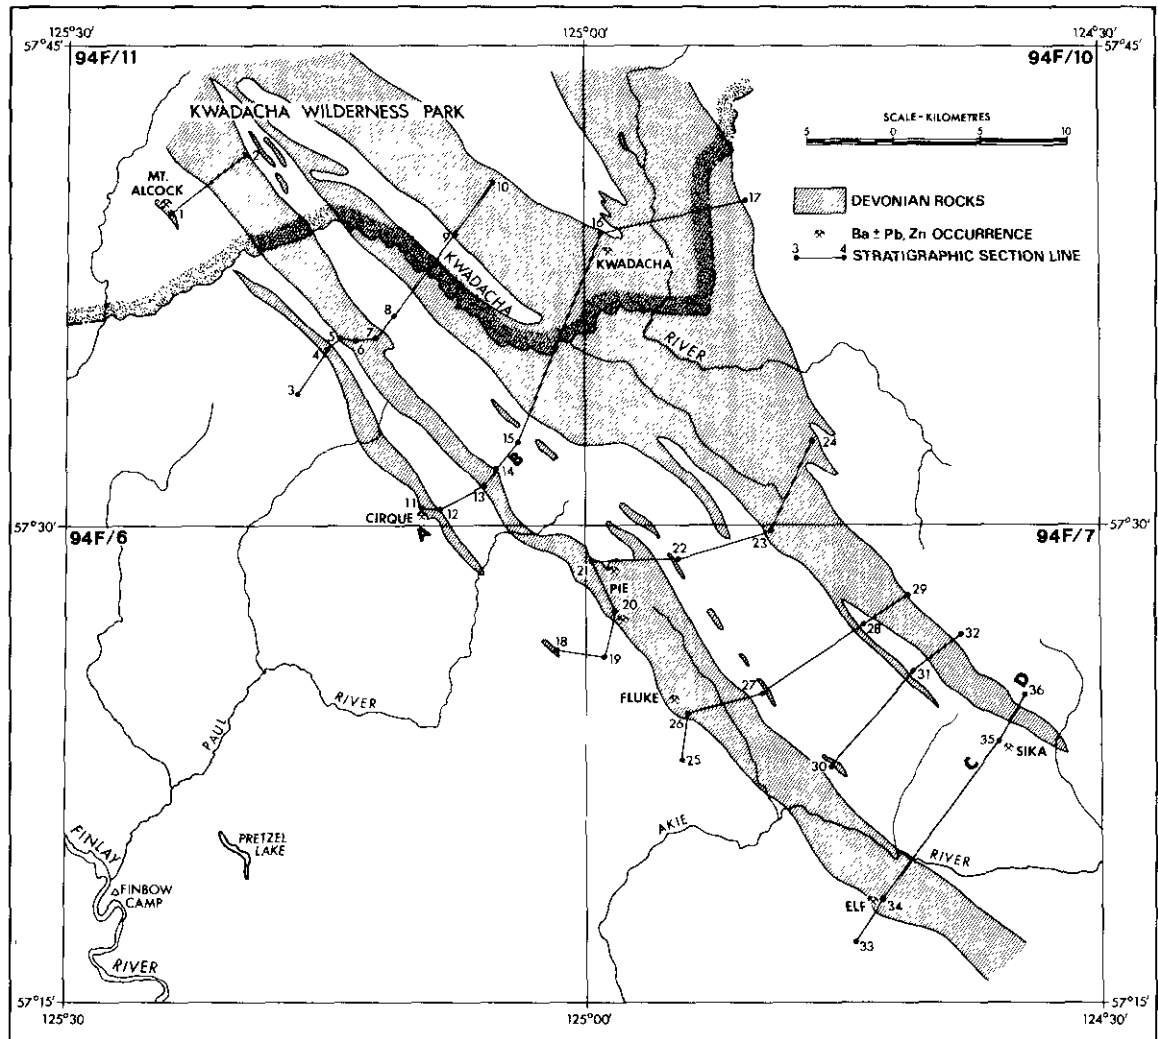 125°30'
125°00'
124°30'
57°45'
57°45'
94F/11
94F/10
KWADACHA WILDERNESS PARK
SCALE - KILOMETRES
5 0 5 10
DEVONIAN ROCKS
Ba ± Pb, Zn OCCURRENCE
3 4
STRATIGRAPHIC SECTION LINE
MT.
ALCOCK
1
2
10
9
16
17
KWADACHA
KWADACHA
RIVER
8
5
7
6
4
3
15
B
14
13
24
11
12
CIRQUE
A
57°30'
57°30'
94F/6
94F/7
23
22
21
PIE
20
29
28
18
19
32
31
27
FLUKE
26
25
D
36
35
SIKA
C
30
RIVER
PAUL
AKIE
RIVER
FINLAY
PRETZEL
LAKE
FINBOW
CAMP
ELF
34
33
RIVER
57°15'
57°15'
125°30'
125°00'
124°30'